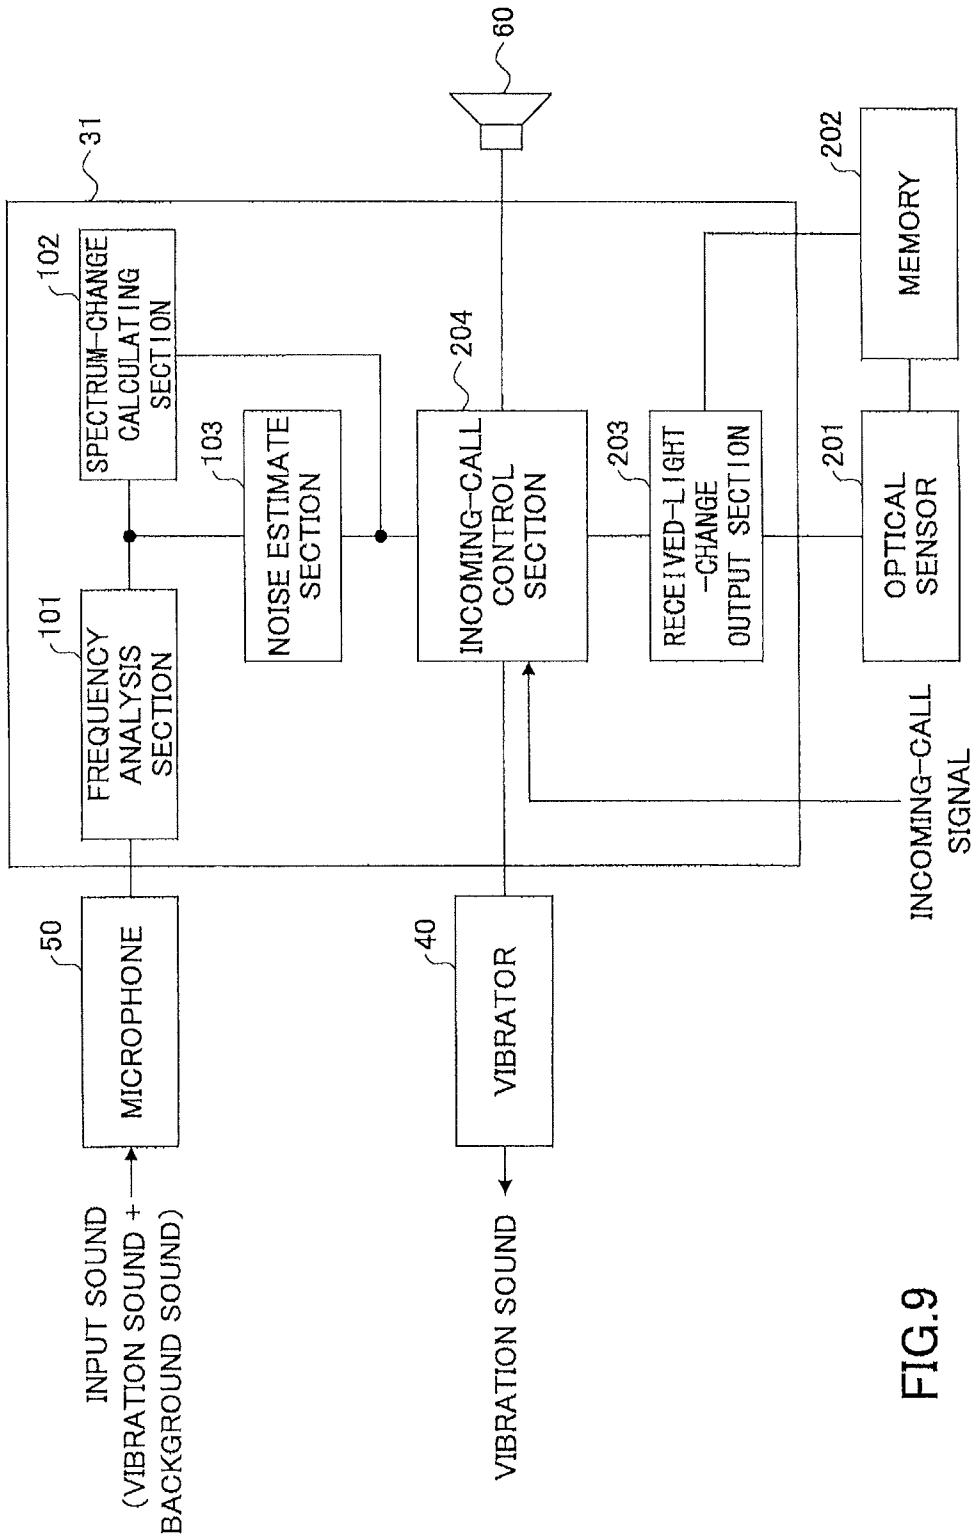 INPUT SOUND
(VIBRATION SOUND +
BACKGROUND SOUND)
50
MICROPHONE
101
FREQUENCY
ANALYSIS
SECTION
102
SPECTRUM-CHANGE
CALCULATING
SECTION
31
103
NOISE ESTIMATE
SECTION
VIBRATION SOUND
40
VIBRATOR
204
INCOMING-CALL
CONTROL
SECTION
60
203
RECEIVED-LIGHT
-CHANGE
OUTPUT SECTION
INCOMING-CALL
SIGNAL
201
OPTICAL
SENSOR
202
MEMORY
FIG.9